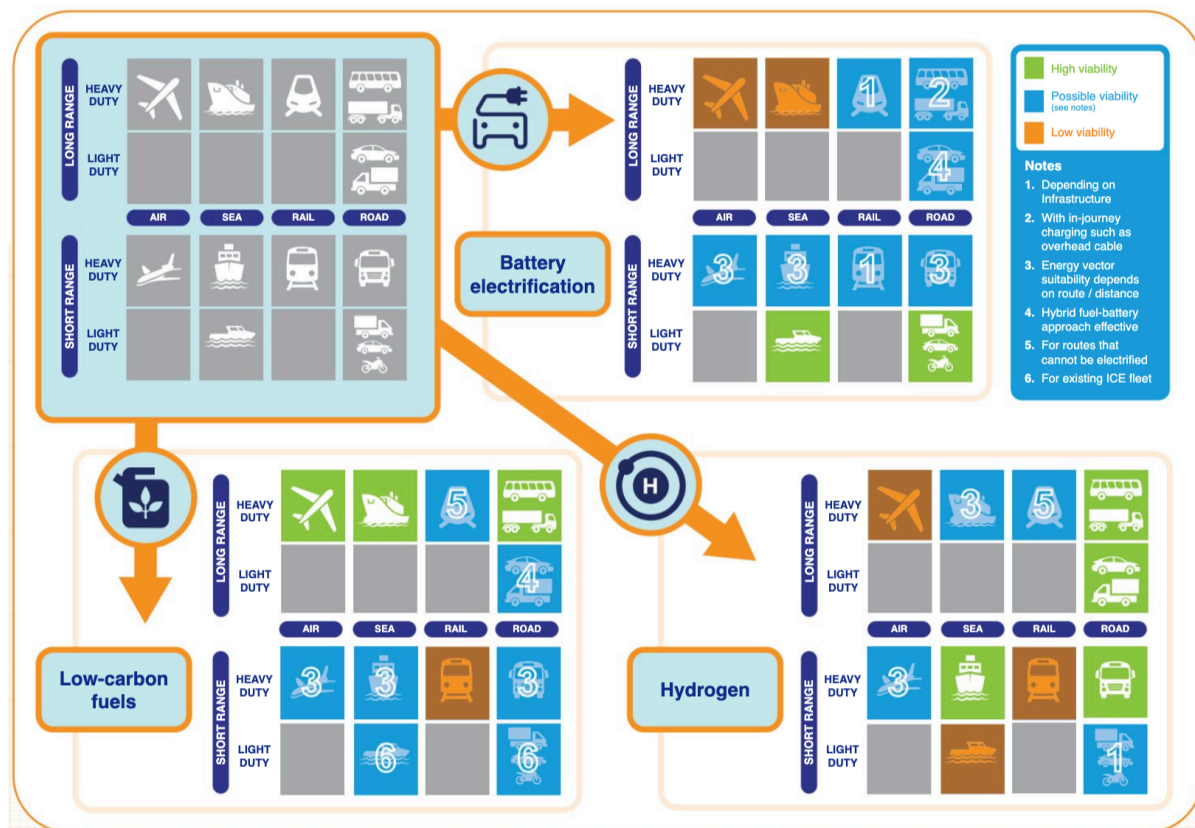 LONG RANGE
HEAVY
DUTY
LIGHT
DUTY
AIR
SEA
RAIL
ROAD
SHORT RANGE
HEAVY
DUTY
LIGHT
DUTY
Battery
electrification
LONG RANGE
HEAVY
DUTY
1
2
LIGHT
DUTY
4
AIR
SEA
RAIL
ROAD
SHORT RANGE
HEAVY
DUTY
3
3
1
3
LIGHT
DUTY
High viability
Possible viability
(see notes)
Low viability
Notes
1. Depending on
Infrastructure
2. With in-journey
charging such as
overhead cable
3. Energy vector
suitability depends
on route / distance
4. Hybrid fuel-battery
approach effective
5. For routes that
cannot be electrified
6. For existing ICE fleet
Low-carbon
fuels
LONG RANGE
HEAVY
DUTY
5
LIGHT
DUTY
4
AIR
SEA
RAIL
ROAD
SHORT RANGE
HEAVY
DUTY
3
3
3
LIGHT
DUTY
6
6
H
Hydrogen
LONG RANGE
HEAVY
DUTY
3
5
LIGHT
DUTY
AIR
SEA
RAIL
ROAD
SHORT RANGE
HEAVY
DUTY
3
LIGHT
DUTY
1